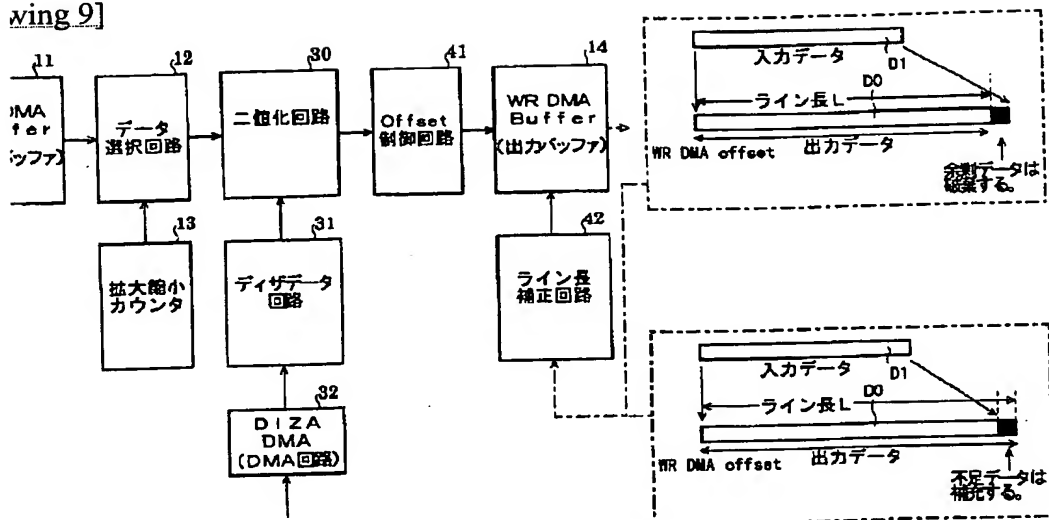 wing 9]
11
DMA
ffer
バッファ)
12
データ
選択回路
13
拡大縮小
カウンタ
30
二値化回路
31
ディザデータ
回路
32
DIZA
DMA
(DMA回路)
41
Offset
制御回路
14
WR DMA
Buffer
(出力バッファ)
42
ライン長
補正回路
入力データ
D1
D0
ライン長L
WR DMA offset
出力データ
余剰データは
破棄する。
入力データ
D1
D0
ライン長L
WR DMA offset
出力データ
不足データは
補充する。